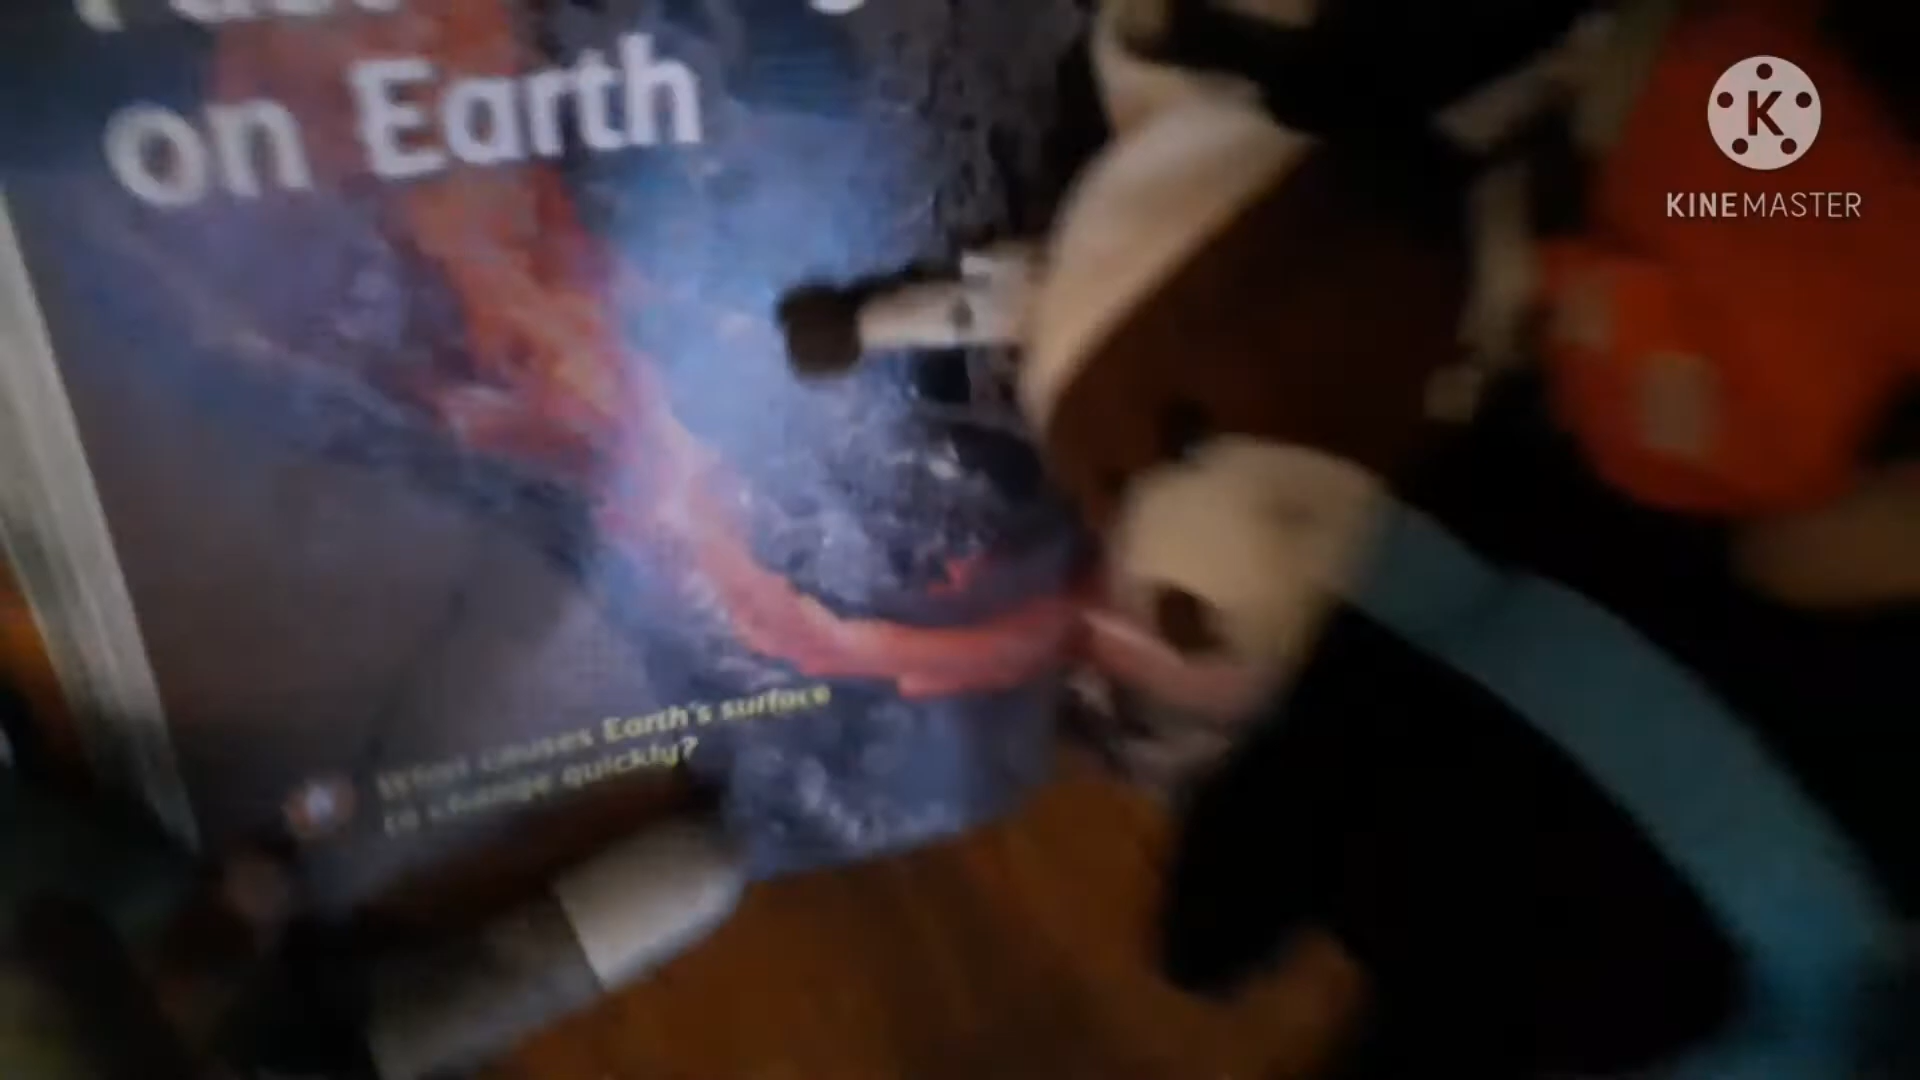 on Earth
What causes Earth's surface
to change quickly?
K
KINEMASTER